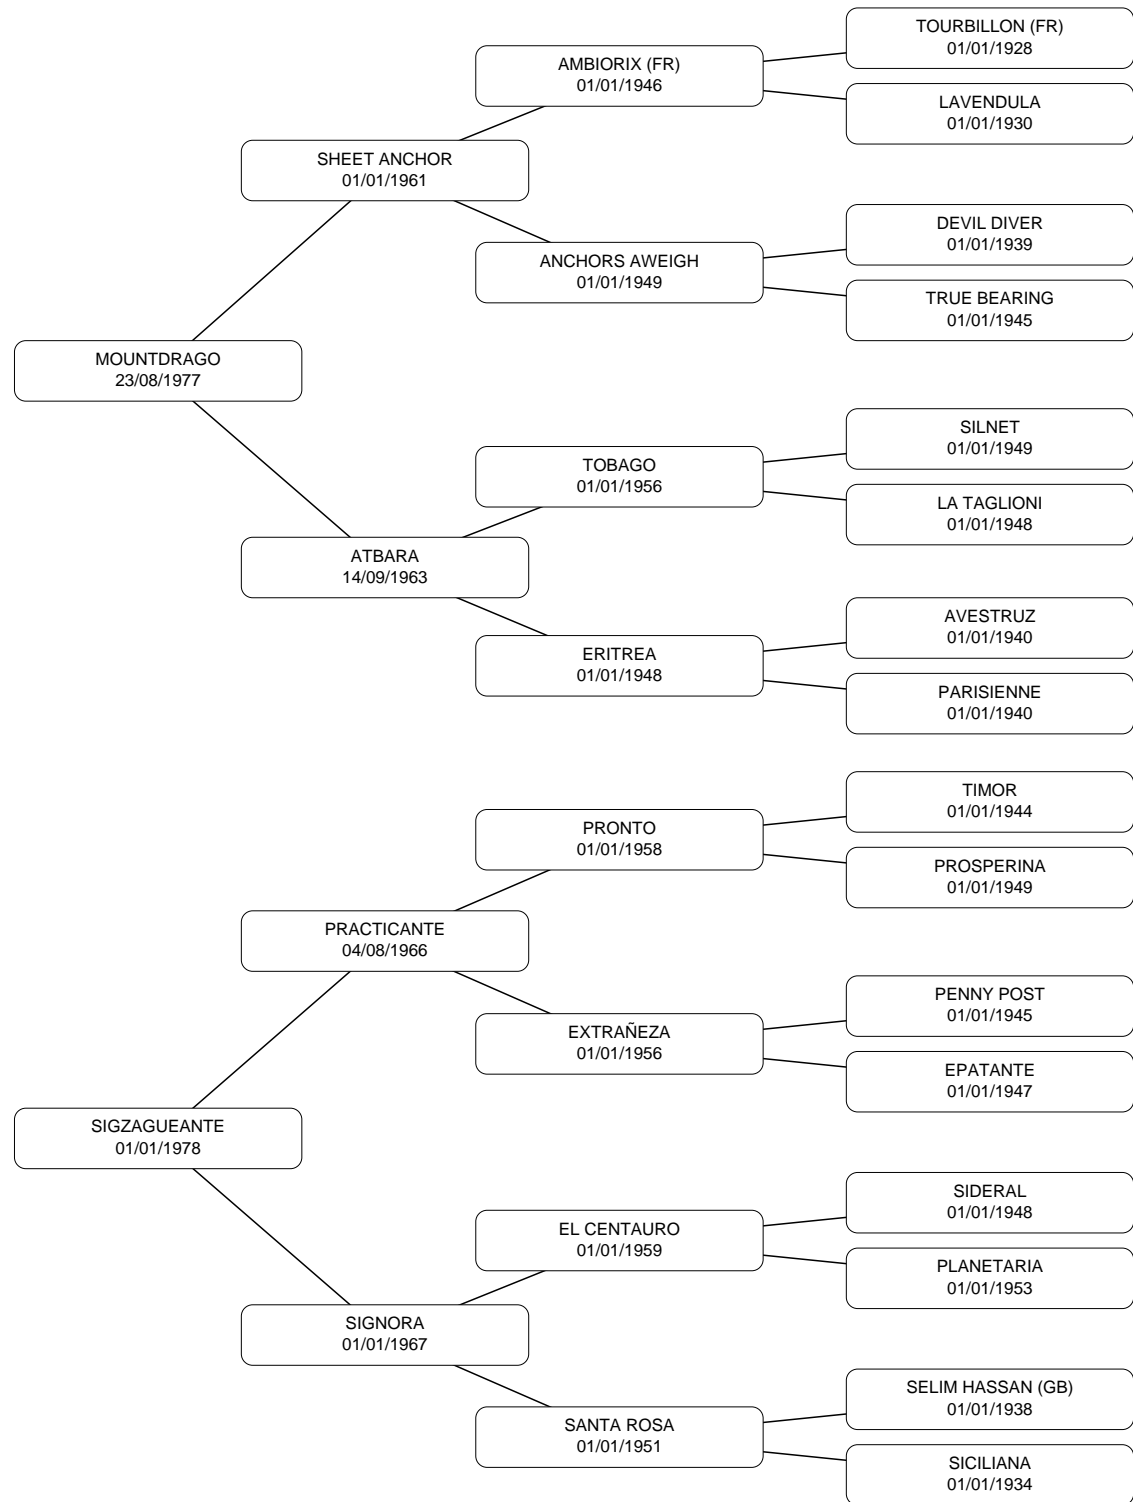 TOURBILLON (FR)
01/01/1928
AMBIORIX (FR)
01/01/1946
LAVENDULA
01/01/1930
SHEET ANCHOR
01/01/1961
DEVIL DIVER
01/01/1939
ANCHORS AWEIGH
01/01/1949
TRUE BEARING
01/01/1945
MOUNTDRAGO
23/08/1977
SILNET
01/01/1949
TOBAGO
01/01/1956
LA TAGLIONI
01/01/1948
ATBARA
14/09/1963
AVESTRUZ
01/01/1940
ERITREA
01/01/1948
PARISIENNE
01/01/1940
TIMOR
01/01/1944
PRONTO
01/01/1958
PROSPERINA
01/01/1949
PRACTICANTE
04/08/1966
PENNY POST
01/01/1945
EXTRAÑEZA
01/01/1956
EPATANTE
01/01/1947
SIGZAGUEANTE
01/01/1978
SIDERAL
01/01/1948
EL CENTAURO
01/01/1959
PLANETARIA
01/01/1953
SIGNORA
01/01/1967
SELIM HASSAN (GB)
01/01/1938
SANTA ROSA
01/01/1951
SICILIANA
01/01/1934